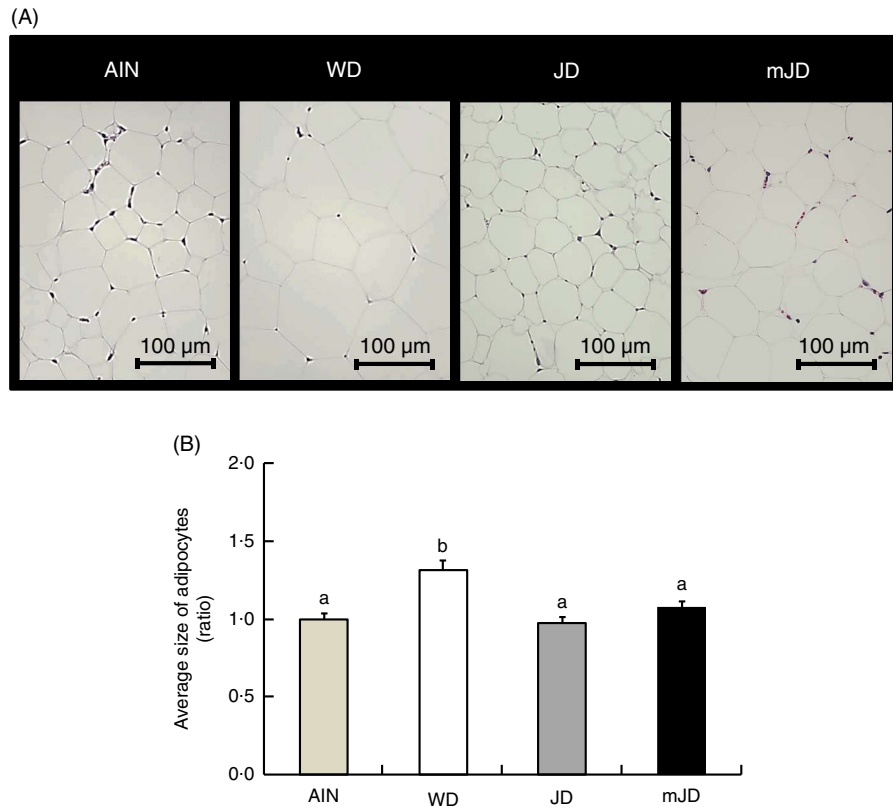 (A)
AIN WD JD mJD
100 µm 100 µm 100 µm 100 µm
(B)
2·0
1·5
1·0
0·5
0·0
Average size of adipocytes
(ratio)
a b a a
AIN WD JD mJD